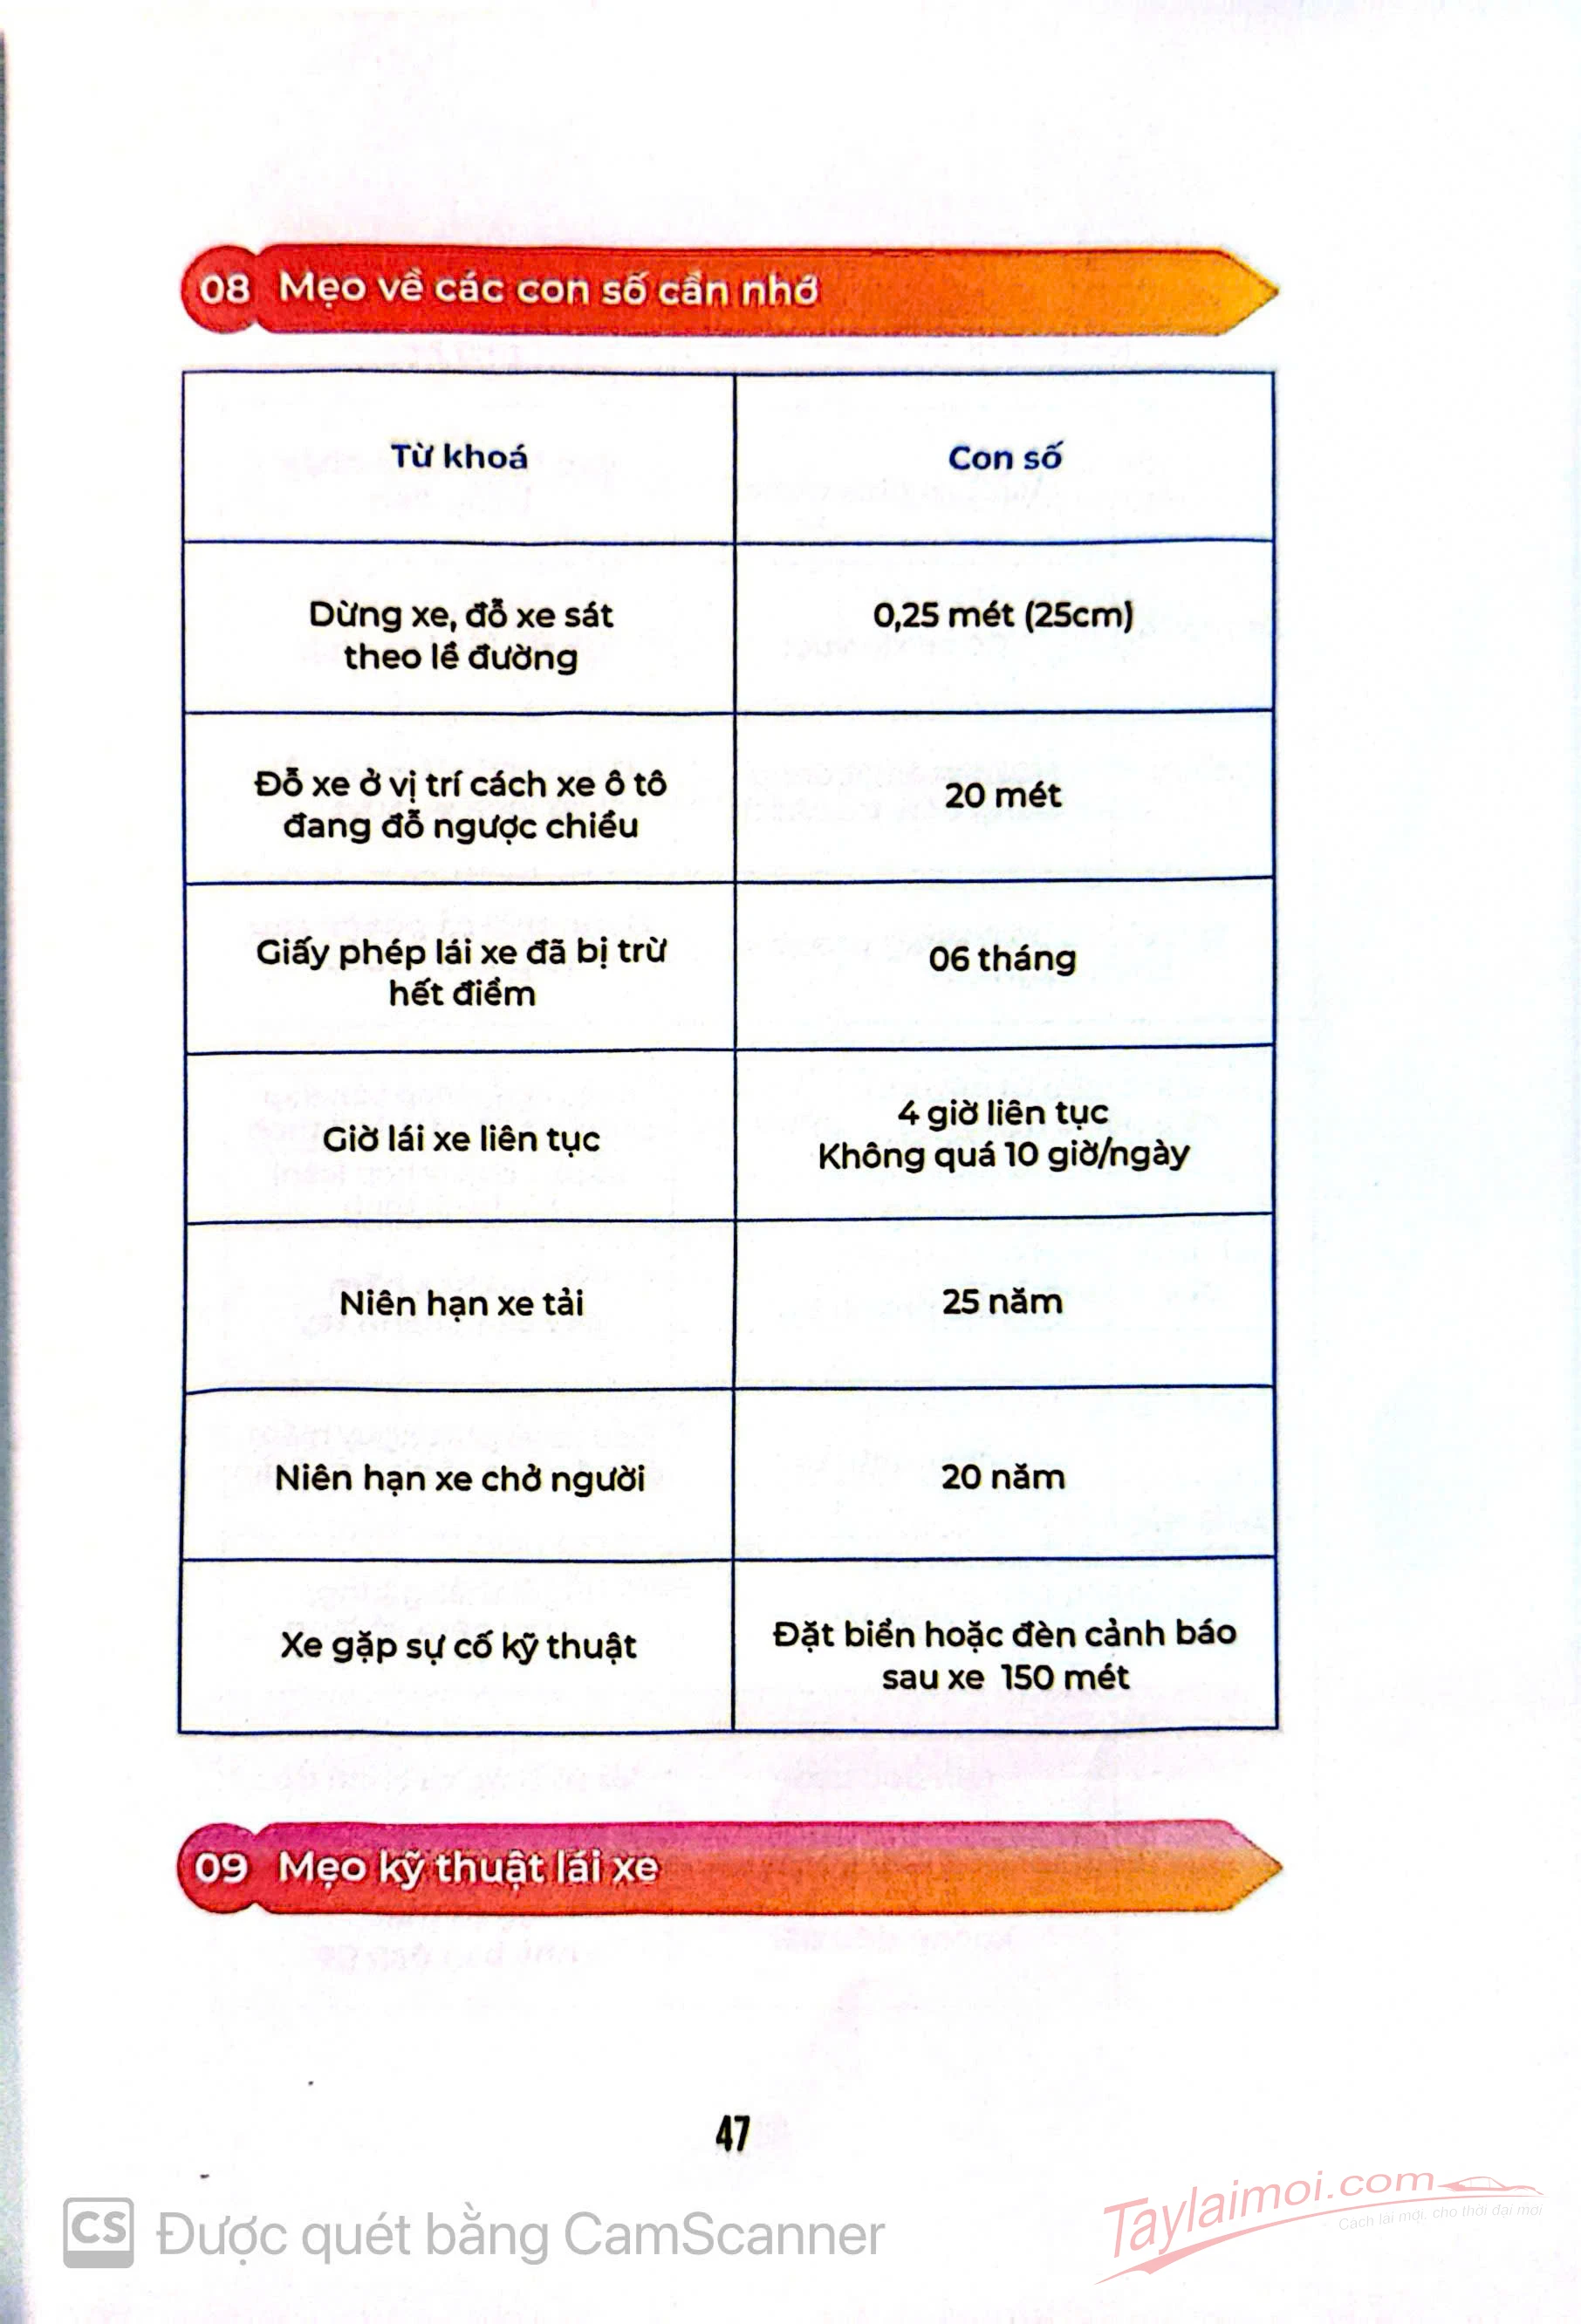 08 Mẹo về các con số cần nhớ
Từ khoá
Con số
Dừng xe, đỗ xe sát
theo lề đường
0,25 mét (25cm)
Đỗ xe ở vị trí cách xe ô tô
đang đỗ ngược chiều
20 mét
Giấy phép lái xe đã bị trừ
hết điểm
06 tháng
Giờ lái xe liên tục
4 giờ liên tục
Không quá 10 giờ/ngày
Niên hạn xe tải
25 năm
Niên hạn xe chở người
20 năm
Xe gặp sự cố kỹ thuật
Đặt biển hoặc đèn cảnh báo
sau xe 150 mét
09 Mẹo kỹ thuật lái xe
47
CS Được quét bằng CamScanner
Taylaimoi.com
Cách lái mới, cho thời đại mới